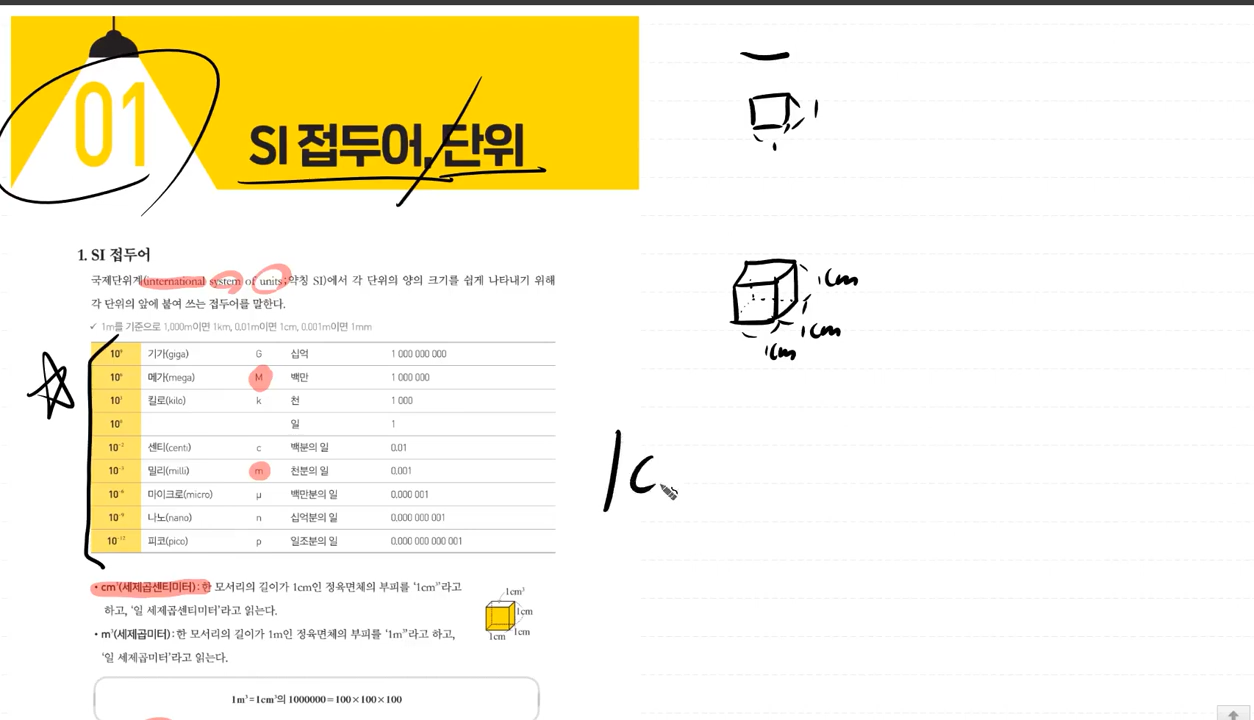 01
SI 접두어, 단위
1. SI 접두어
국제단위계(international system of units;약칭 SI)에서 각 단위의 양의 크기를 쉽게 나타내기 위해
각 단위의 앞에 붙여 쓰는 접두어를 말한다.
✓ 1m를 기준으로 1,000m이면 1km, 0.01m이면 1cm, 0.001m이면 1mm
10⁹ 기가(giga) G 십억 1 000 000 000
10⁶ 메가(mega) M 백만 1 000 000
10³ 킬로(kilo) k 천 1 000
10⁰ 일 1
10⁻² 센티(centi) c 백분의 일 0.01
10⁻³ 밀리(milli) m 천분의 일 0.001
10⁻⁶ 마이크로(micro) μ 백만분의 일 0.000 001
10⁻⁹ 나노(nano) n 십억분의 일 0.000 000 001
10⁻¹² 피코(pico) p 일조분의 일 0.000 000 000 001
• cm³(세제곱센티미터) : 한 모서리의 길이가 1cm인 정육면체의 부피를 '1cm³'라고
하고, '일 세제곱센티미터'라고 읽는다.
1cm³
1cm
1cm
1cm
• m³(세제곱미터) : 한 모서리의 길이가 1m인 정육면체의 부피를 '1m³'라고 하고,
'일 세제곱미터'라고 읽는다.
1m³=1cm³의 1000000=100×100×100
1
1
1cm
1cm
1cm
1c